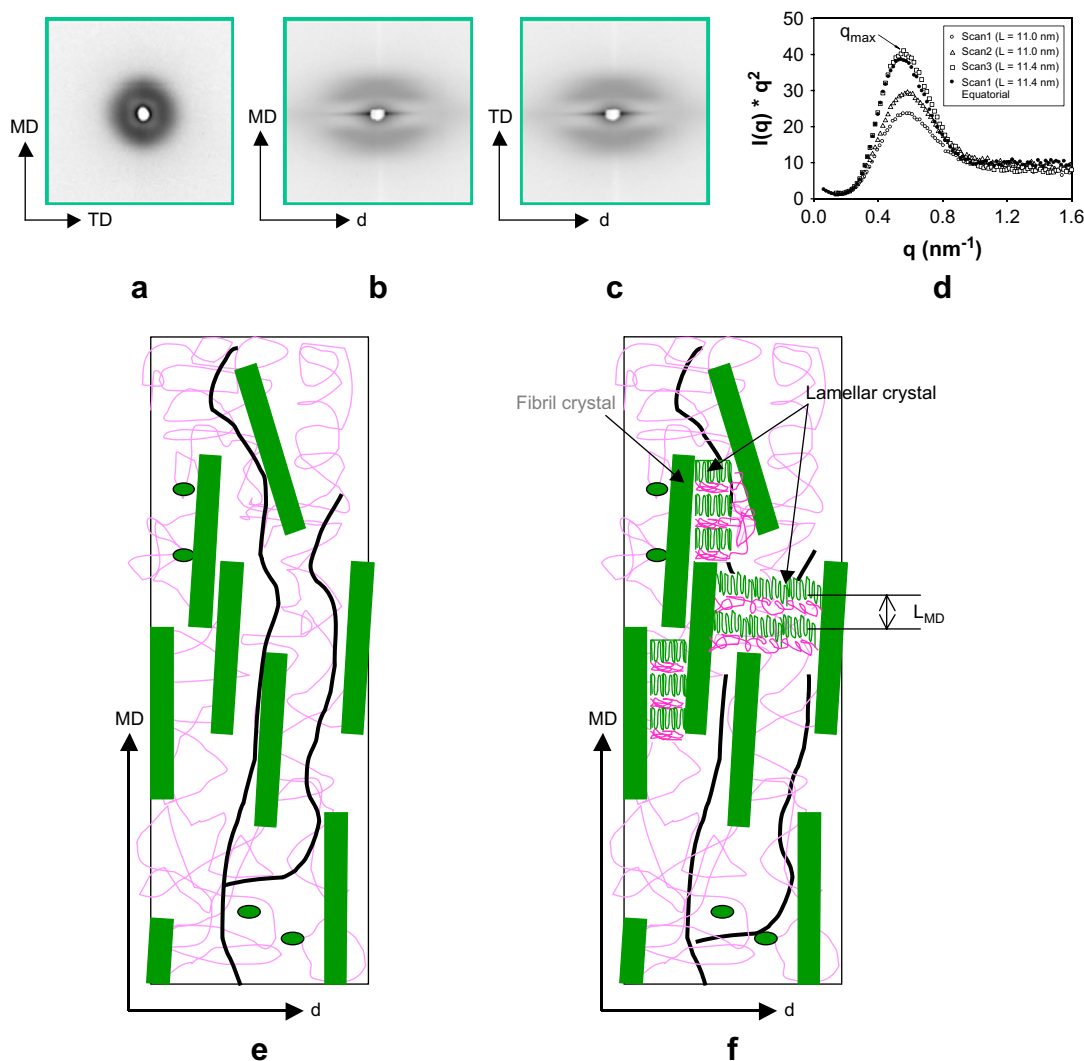 MD
TD
a
MD
d
b
TD
d
c
I(q) * q²
50
40
30
20
10
0
0.0
0.4
0.8
1.2
1.6
q (nm⁻¹)
qmax
Scan1 (L = 11.0 nm)
Scan2 (L = 11.0 nm)
Scan3 (L = 11.4 nm)
Scan1 (L = 11.4 nm)
Equatorial
d
MD
d
e
Fibril crystal
Lamellar crystal
LMD
MD
d
f